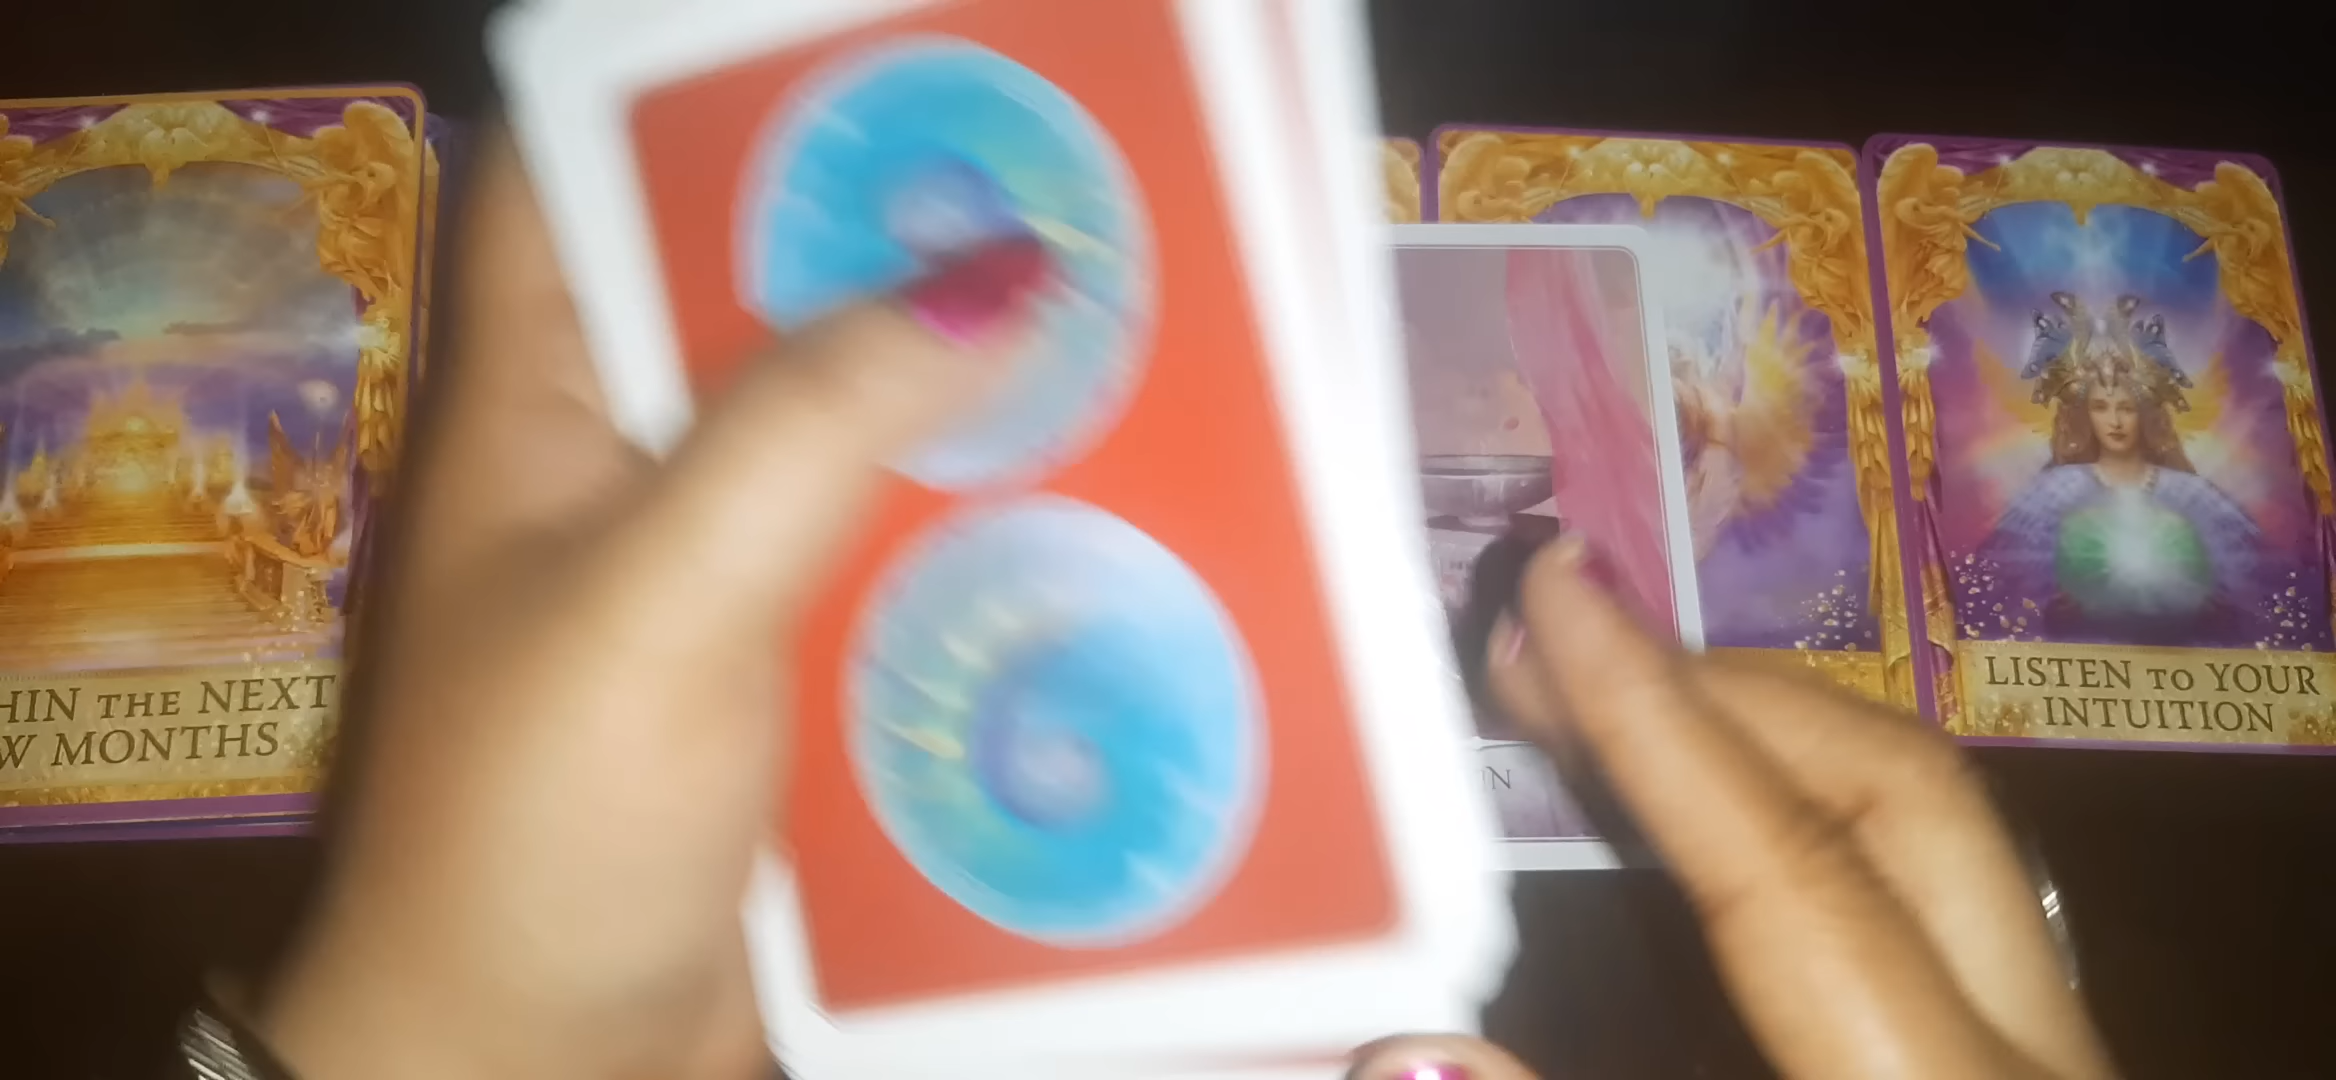 HIN THE NEXT
W MONTHS
LISTEN TO YOUR
INTUITION